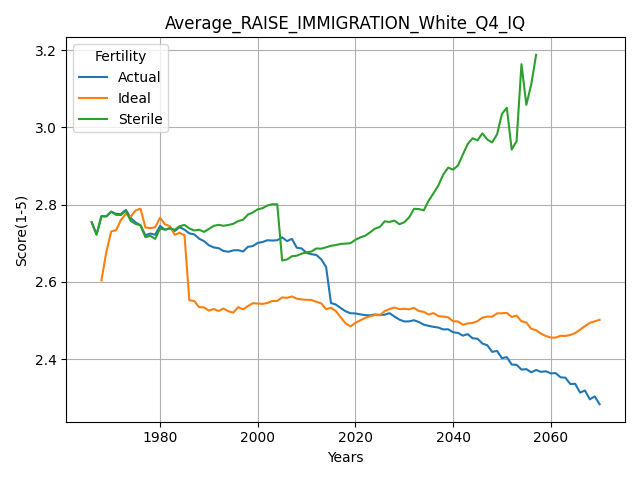 Average_RAISE_IMMIGRATION_White_Q4_IQ
Fertility
Actual
Ideal
Sterile
Score(1-5)
3.2
3.0
2.8
2.6
2.4
1980 2000 2020 2040 2060
Years